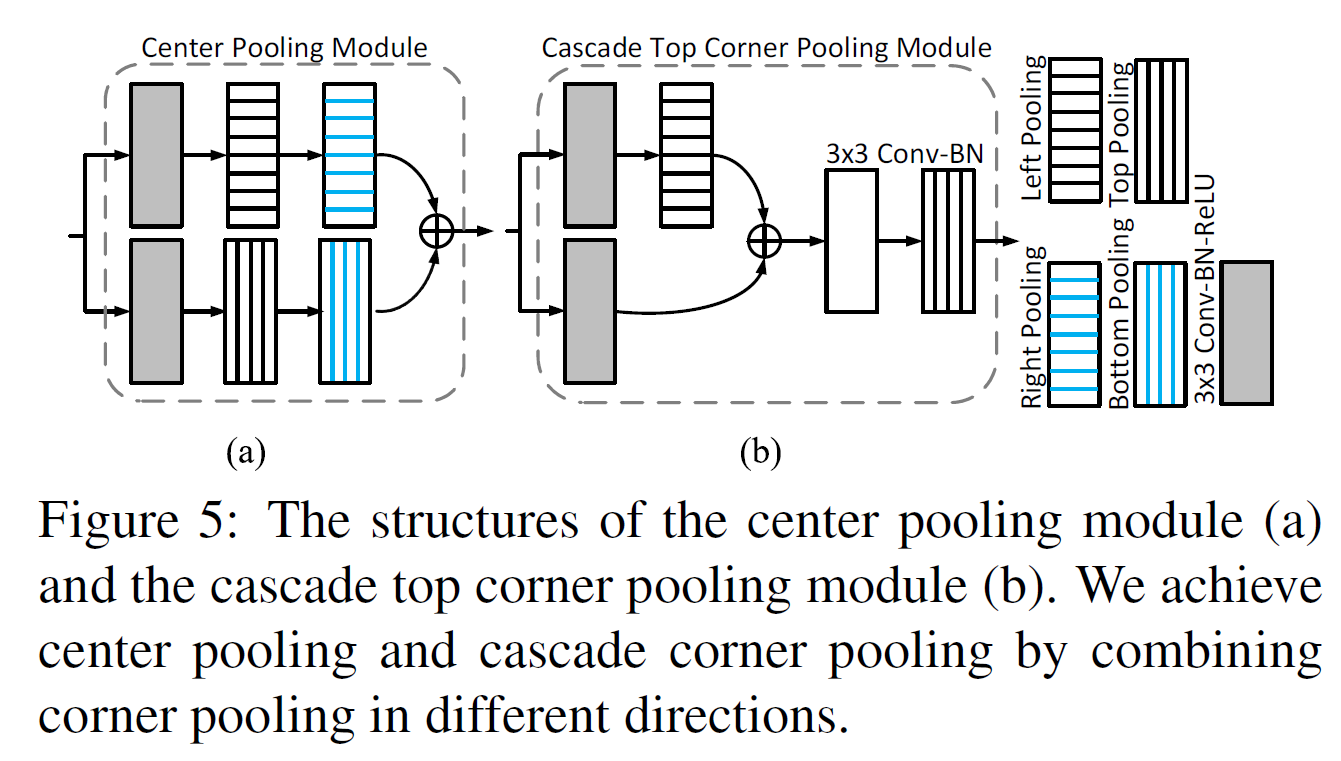 Center Pooling Module
Cascade Top Corner Pooling Module
3x3 Conv-BN
Left Pooling
Top Pooling
Right Pooling
Bottom Pooling
3x3 Conv-BN-ReLU
(a)
(b)
Figure 5: The structures of the center pooling module (a)
and the cascade top corner pooling module (b). We achieve
center pooling and cascade corner pooling by combining
corner pooling in different directions.